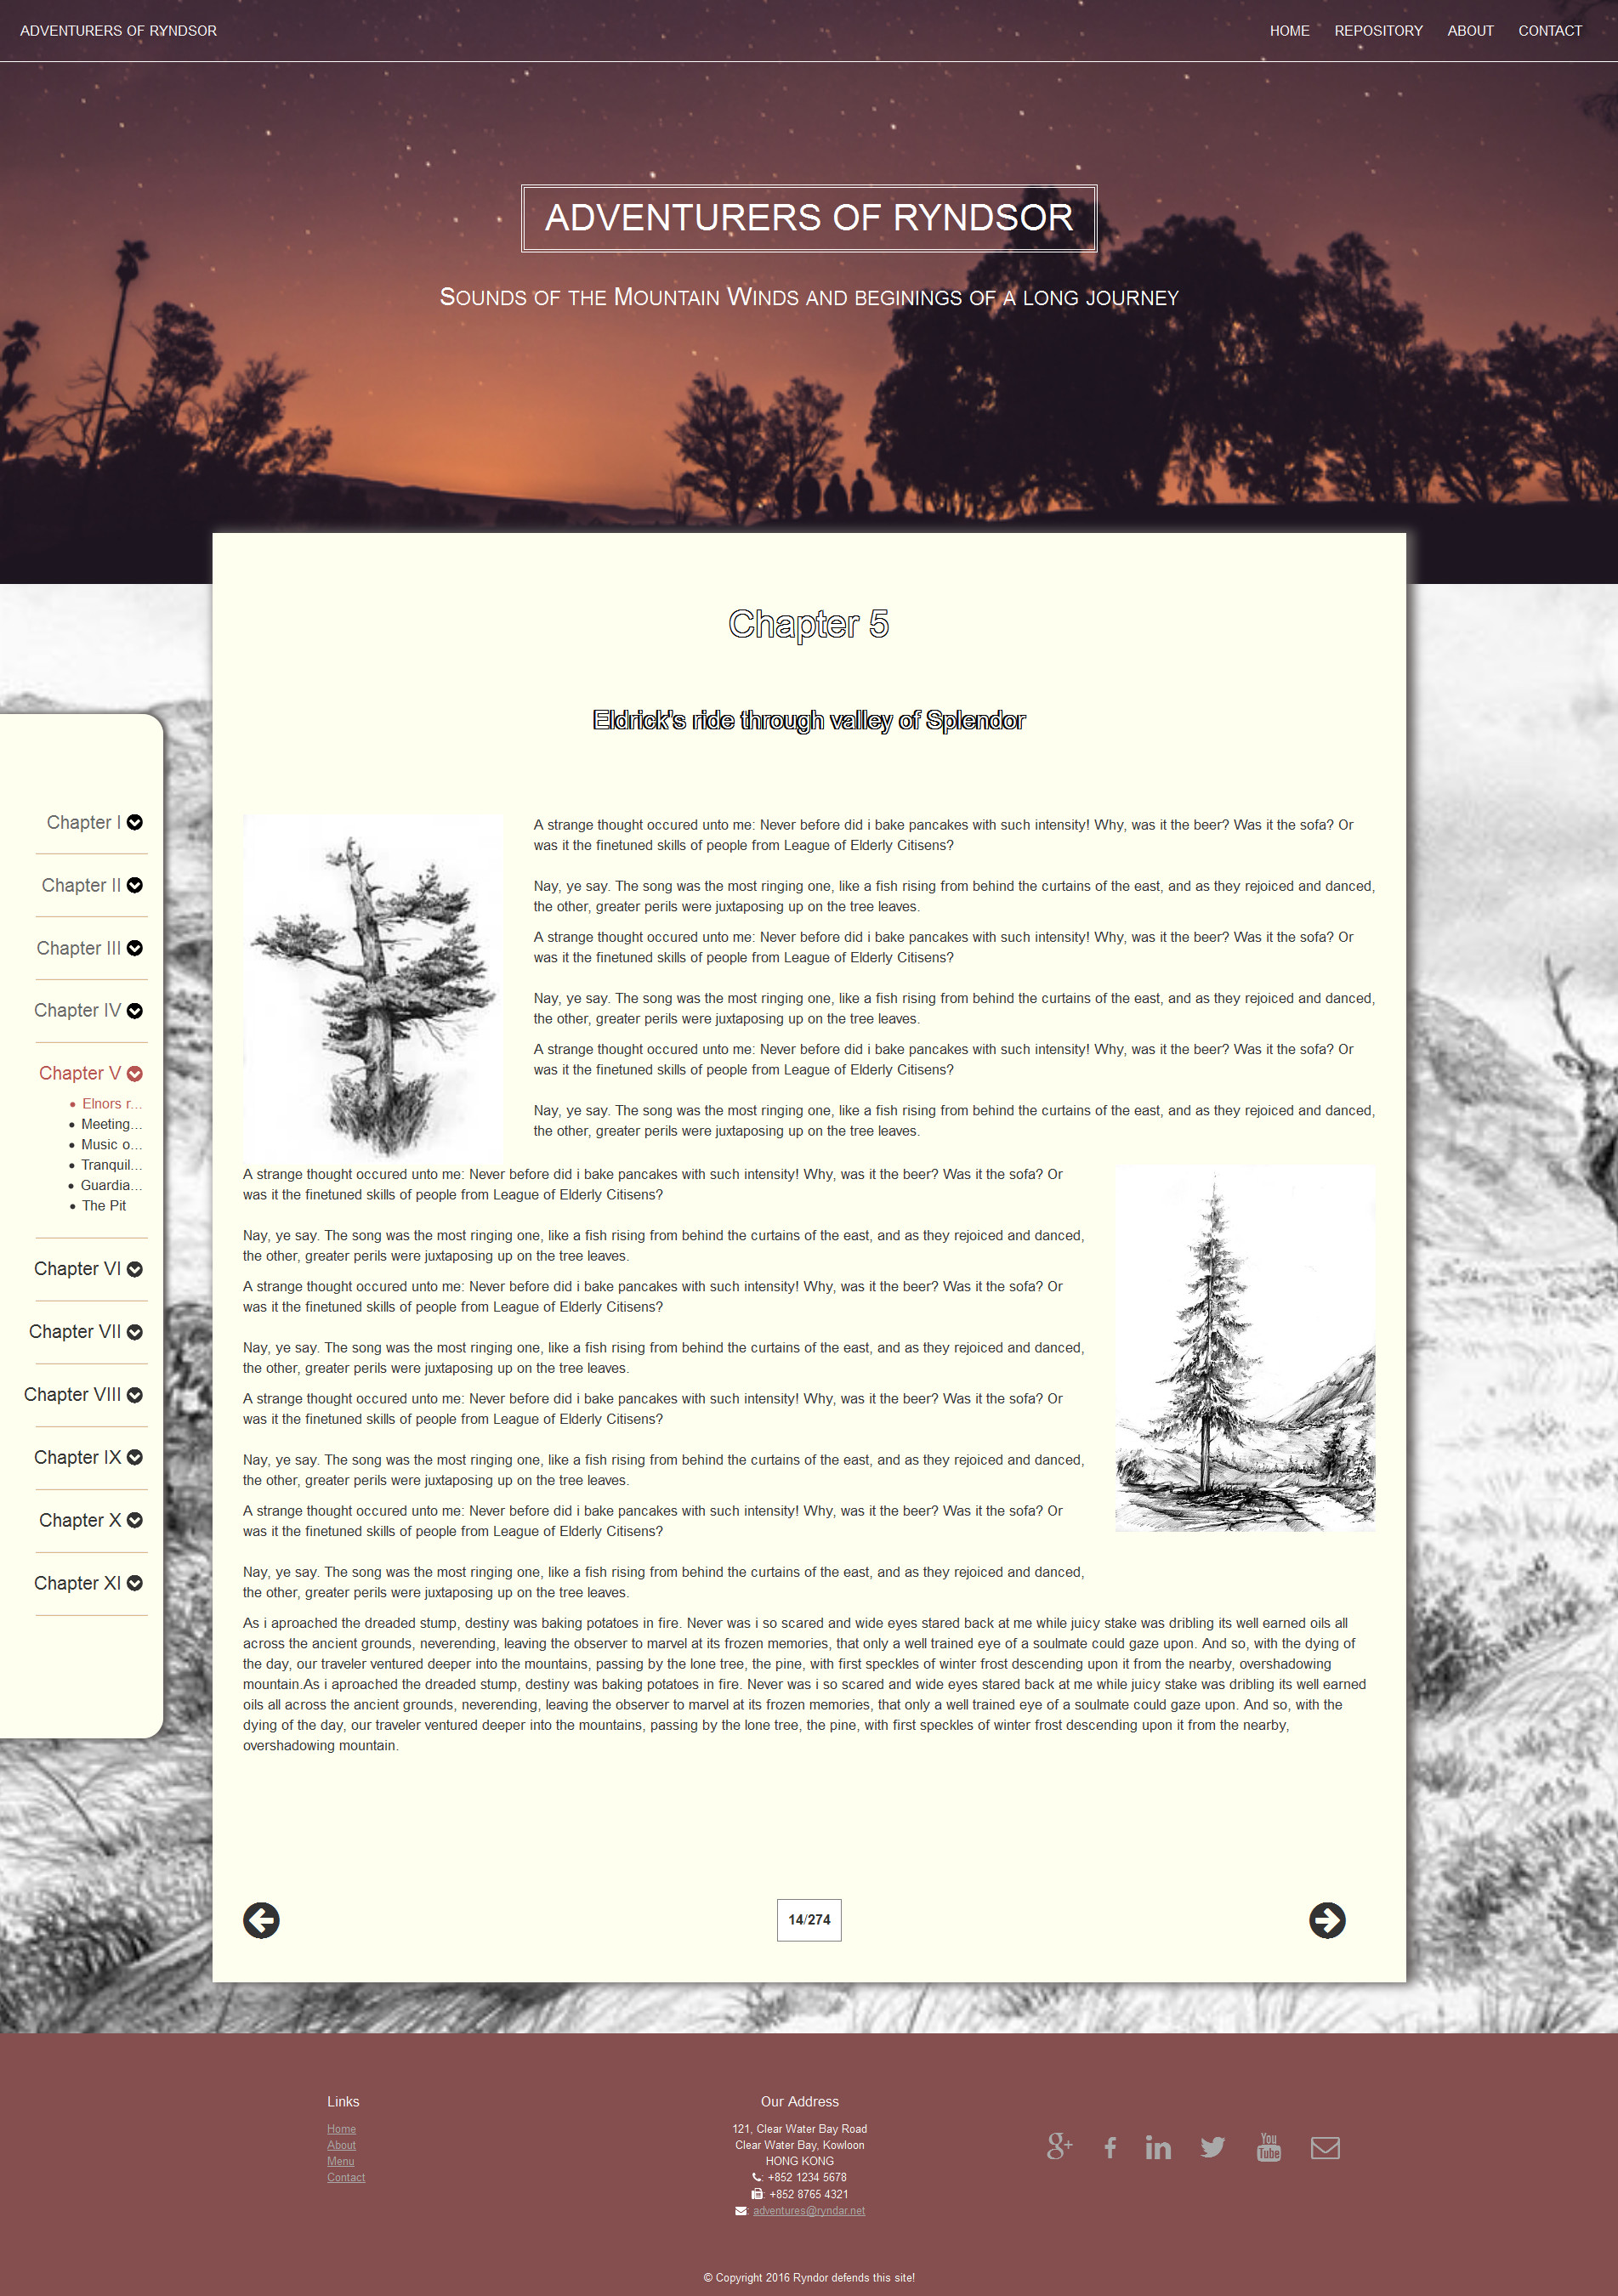 ADVENTURERS OF RYNDSOR
HOME REPOSITORY ABOUT CONTACT
ADVENTURERS OF RYNDSOR
Sounds of the Mountain Winds and beginings of a long journey
Chapter 5
Eldrick's ride through valley of Splendor
Chapter I
Chapter II
Chapter III
Chapter IV
Chapter V
Elnors r...
Meeting...
Music o...
Tranquil...
Guardia...
The Pit
Chapter VI
Chapter VII
Chapter VIII
Chapter IX
Chapter X
Chapter XI
A strange thought occured unto me: Never before did i bake pancakes with such intensity! Why, was it the beer? Was it the sofa? Or
was it the finetuned skills of people from League of Elderly Citisens?
Nay, ye say. The song was the most ringing one, like a fish rising from behind the curtains of the east, and as they rejoiced and danced,
the other, greater perils were juxtaposing up on the tree leaves.
A strange thought occured unto me: Never before did i bake pancakes with such intensity! Why, was it the beer? Was it the sofa? Or
was it the finetuned skills of people from League of Elderly Citisens?
Nay, ye say. The song was the most ringing one, like a fish rising from behind the curtains of the east, and as they rejoiced and danced,
the other, greater perils were juxtaposing up on the tree leaves.
A strange thought occured unto me: Never before did i bake pancakes with such intensity! Why, was it the beer? Was it the sofa? Or
was it the finetuned skills of people from League of Elderly Citisens?
Nay, ye say. The song was the most ringing one, like a fish rising from behind the curtains of the east, and as they rejoiced and danced,
the other, greater perils were juxtaposing up on the tree leaves.
A strange thought occured unto me: Never before did i bake pancakes with such intensity! Why, was it the beer? Was it the sofa? Or
was it the finetuned skills of people from League of Elderly Citisens?
Nay, ye say. The song was the most ringing one, like a fish rising from behind the curtains of the east, and as they rejoiced and danced,
the other, greater perils were juxtaposing up on the tree leaves.
A strange thought occured unto me: Never before did i bake pancakes with such intensity! Why, was it the beer? Was it the sofa? Or
was it the finetuned skills of people from League of Elderly Citisens?
Nay, ye say. The song was the most ringing one, like a fish rising from behind the curtains of the east, and as they rejoiced and danced,
the other, greater perils were juxtaposing up on the tree leaves.
A strange thought occured unto me: Never before did i bake pancakes with such intensity! Why, was it the beer? Was it the sofa? Or
was it the finetuned skills of people from League of Elderly Citisens?
Nay, ye say. The song was the most ringing one, like a fish rising from behind the curtains of the east, and as they rejoiced and danced,
the other, greater perils were juxtaposing up on the tree leaves.
A strange thought occured unto me: Never before did i bake pancakes with such intensity! Why, was it the beer? Was it the sofa? Or
was it the finetuned skills of people from League of Elderly Citisens?
Nay, ye say. The song was the most ringing one, like a fish rising from behind the curtains of the east, and as they rejoiced and danced,
the other, greater perils were juxtaposing up on the tree leaves.
As i aproached the dreaded stump, destiny was baking potatoes in fire. Never was i so scared and wide eyes stared back at me while juicy stake was dribling its well earned oils all
across the ancient grounds, neverending, leaving the observer to marvel at its frozen memories, that only a well trained eye of a soulmate could gaze upon. And so, with the dying of
the day, our traveler ventured deeper into the mountains, passing by the lone tree, the pine, with first speckles of winter frost descending upon it from the nearby, overshadowing
mountain.As i aproached the dreaded stump, destiny was baking potatoes in fire. Never was i so scared and wide eyes stared back at me while juicy stake was dribling its well earned
oils all across the ancient grounds, neverending, leaving the observer to marvel at its frozen memories, that only a well trained eye of a soulmate could gaze upon. And so, with the
dying of the day, our traveler ventured deeper into the mountains, passing by the lone tree, the pine, with first speckles of winter frost descending upon it from the nearby,
overshadowing mountain.
14/274
Links
Home
About
Menu
Contact
Our Address
121, Clear Water Bay Road
Clear Water Bay, Kowloon
HONG KONG
: +852 1234 5678
: +852 8765 4321
: adventures@ryndar.net
You
Tube
© Copyright 2016 Ryndor defends this site!